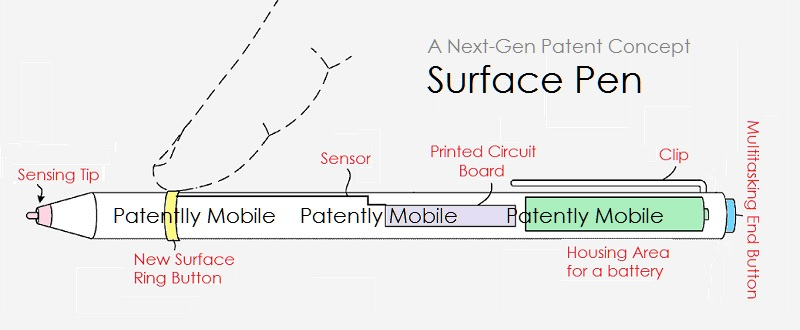 A Next-Gen Patent Concept
Surface Pen
Sensing Tip
Sensor
Printed Circuit
Board
Clip
Multitasking End Button
Patentlly Mobile
Patently Mobile
Patently Mobile
New Surface
Ring Button
Housing Area
for a battery